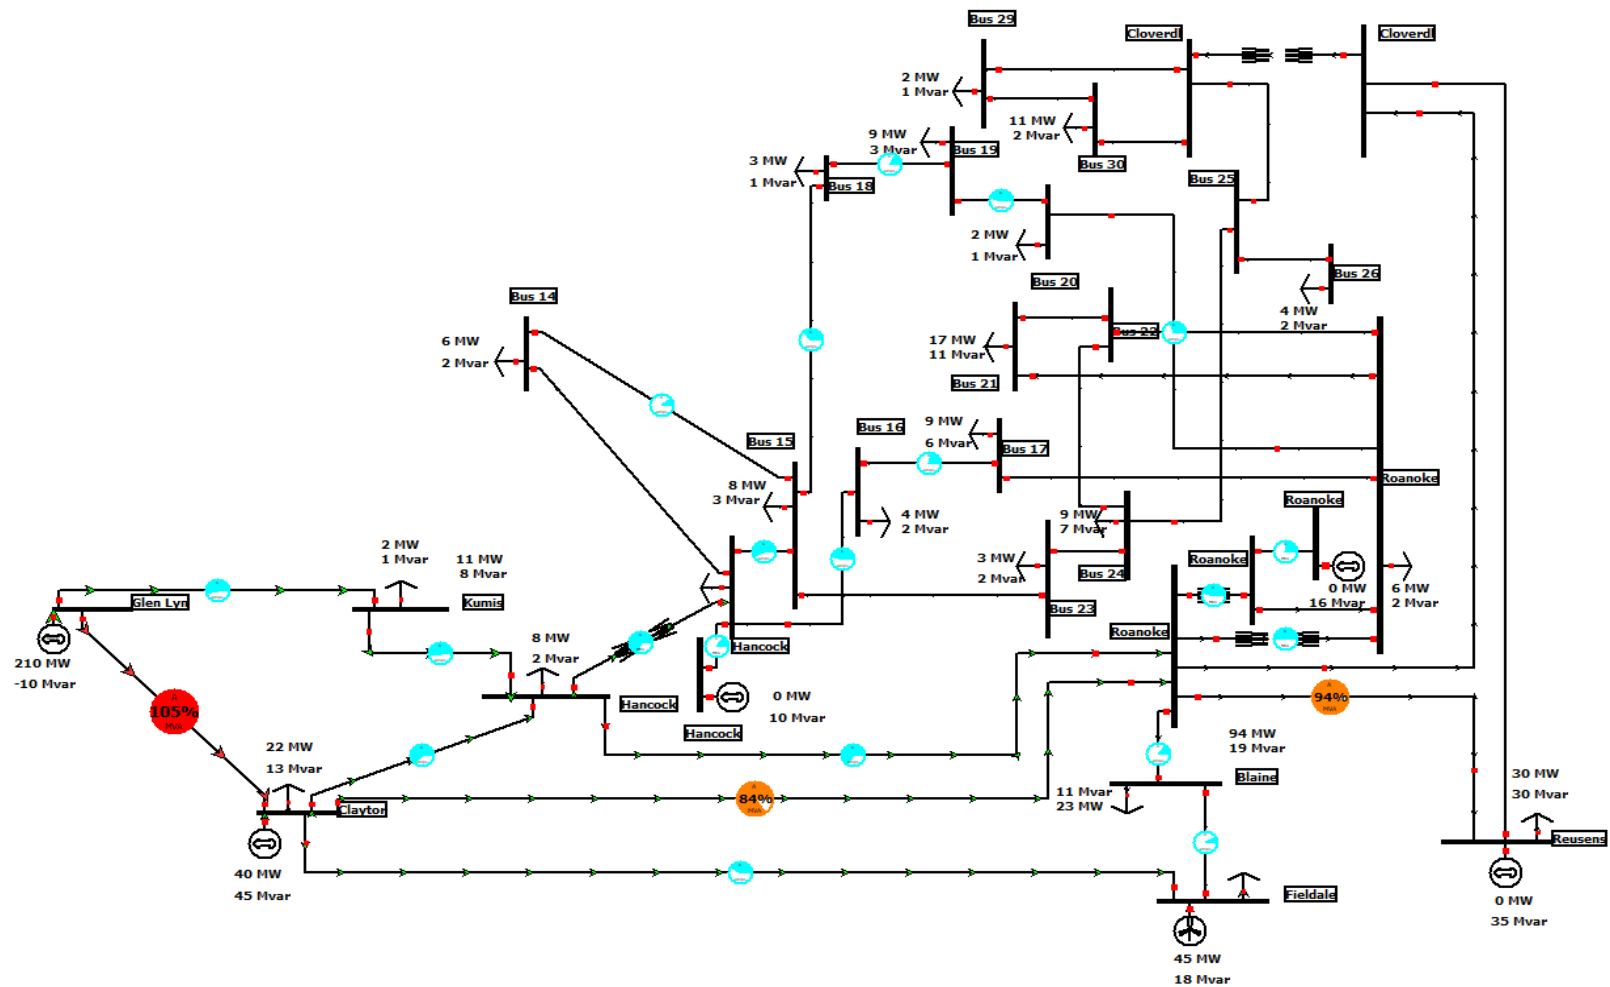 Bus 29
Cloverdl
Cloverdl
2 MW
1 Mvar
11 MW
2 Mvar
Bus 30
9 MW
3 Mvar
Bus 19
3 MW
1 Mvar
Bus 18
Bus 25
2 MW
1 Mvar
Bus 20
Bus 26
4 MW
2 Mvar
Bus 14
6 MW
2 Mvar
Bus 22
17 MW
11 Mvar
Bus 21
Bus 15
Bus 16
9 MW
6 Mvar
Bus 17
8 MW
3 Mvar
4 MW
2 Mvar
9 MW
7 Mvar
Roanoke
Roanoke
3 MW
2 Mvar
Bus 24
Roanoke
0 MW
16 Mvar
6 MW
2 Mvar
Bus 23
Roanoke
2 MW
1 Mvar
11 MW
8 Mvar
Glen Lyn
Kumis
210 MW
-10 Mvar
8 MW
2 Mvar
Hancock
Hancock
0 MW
10 Mvar
Hancock
A
105%
MVA
94%
MVA
22 MW
13 Mvar
94 MW
19 Mvar
Blaine
11 Mvar
23 MW
A
84%
MVA
Claytor
30 MW
30 Mvar
Reusens
40 MW
45 Mvar
Fieldale
0 MW
35 Mvar
45 MW
18 Mvar